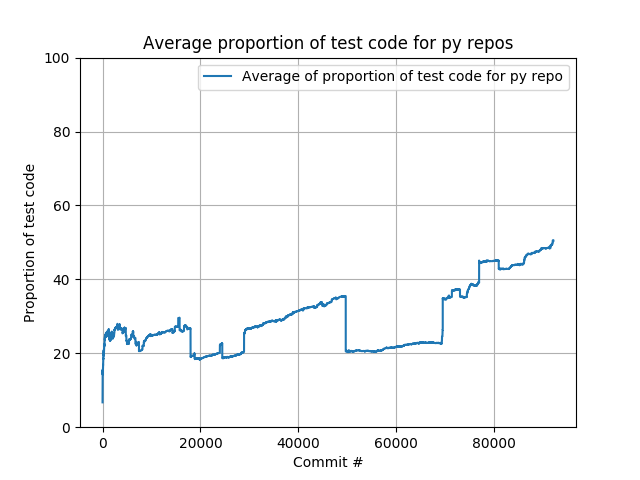 Average proportion of test code for py repos
Average of proportion of test code for py repo
100
80
60
40
20
0
Proportion of test code
0 20000 40000 60000 80000
Commit #